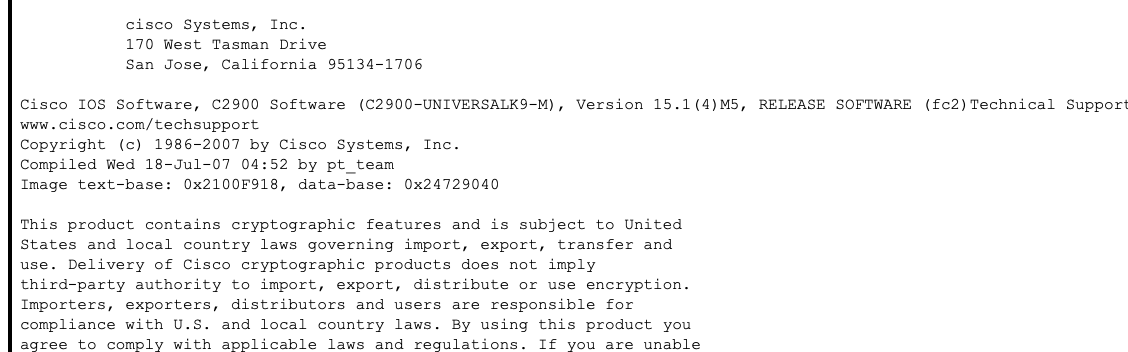 cisco Systems, Inc.
170 West Tasman Drive
San Jose, California 95134-1706
Cisco IOS Software, C2900 Software (C2900-UNIVERSALK9-M), Version 15.1(4)M5, RELEASE SOFTWARE (fc2)Technical Support
www.cisco.com/techsupport
Copyright (c) 1986-2007 by Cisco Systems, Inc.
Compiled Wed 18-Jul-07 04:52 by pt_team
Image text-base: 0x2100F918, data-base: 0x24729040
This product contains cryptographic features and is subject to United
States and local country laws governing import, export, transfer and
use. Delivery of Cisco cryptographic products does not imply
third-party authority to import, export, distribute or use encryption.
Importers, exporters, distributors and users are responsible for
compliance with U.S. and local country laws. By using this product you
agree to comply with applicable laws and regulations. If you are unable